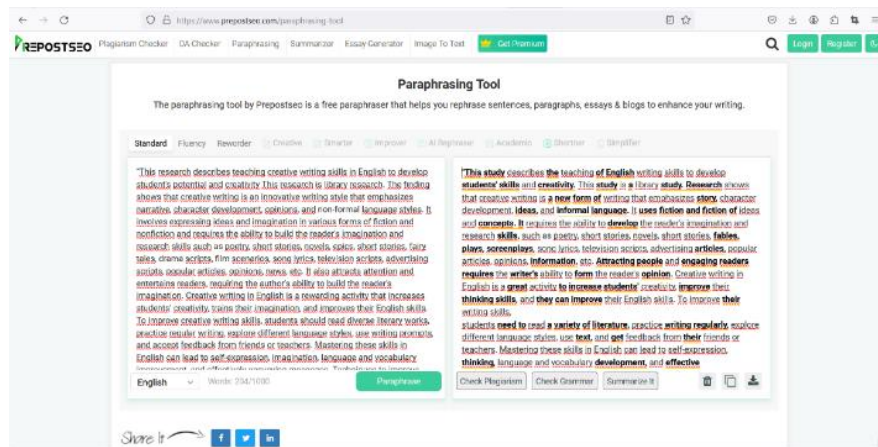 https://www.prepostseo.com/paraphrasing-tool
PREPOSTSEO Plagiarism Checker DA Checker Paraphrasing Summarizer Essay Generator Image To Text Get Premium Login Register
Paraphrasing Tool
The paraphrasing tool by Prepostseo is a free paraphraser that helps you rephrase sentences, paragraphs, essays & blogs to enhance your writing.
Standard Fluency Reworder Creative Smarter Improver AI Rephraser Academic Shortner Simplifier
"This research describes teaching creative writing skills in English to develop
student's potential and creativity This research is library research. The finding
shows that creative writing is an innovative writing style that emphasizes
narrative, character development, opinions, and non-formal language styles. It
involves expressing ideas and imagination in various forms of fiction and
nonfiction and requires the ability to build the reader's imagination and
research skills such as poetry, short stories, novels, epics, short stories, fairy
tales, drama scripts, film scenarios, song lyrics, television scripts, advertising
scripts, popular articles, opinions, news, etc. It also attracts attention and
entertains readers, requiring the author's ability to build the reader's
imagination. Creative writing in English is a rewarding activity that increases
students' creativity, trains their imagination, and improves their English skills.
To improve creative writing skills, students should read diverse literary works,
practice regular writing, explore different language styles, use writing prompts,
and accept feedback from friends or teachers. Mastering these skills in
English can lead to self-expression, imagination, language and vocabulary
English Words: 204/1000 Paraphrase
"This study describes the teaching of English writing skills to develop
students' skills and creativity. This study is a library study. Research shows
that creative writing is a new form of writing that emphasizes story, character
development, ideas, and informal language. It uses fiction and fiction of ideas
and concepts. It requires the ability to develop the reader's imagination and
research skills, such as poetry, short stories, novels, short stories, fables,
plays, screenplays, song lyrics, television scripts, advertising articles, popular
articles, opinions, information, etc. Attracting people and engaging readers
requires the writer's ability to form the reader's opinion. Creative writing in
English is a great activity to increase students' creativity, improve their
thinking skills, and they can improve their English skills. To improve their
writing skills,
students need to read a variety of literature, practice writing regularly, explore
different language styles, use text, and get feedback from their friends or
teachers. Mastering these skills in English can lead to self-expression,
thinking, language and vocabulary development, and effective
Check Plagiarism Check Grammar Summarize It
Share It